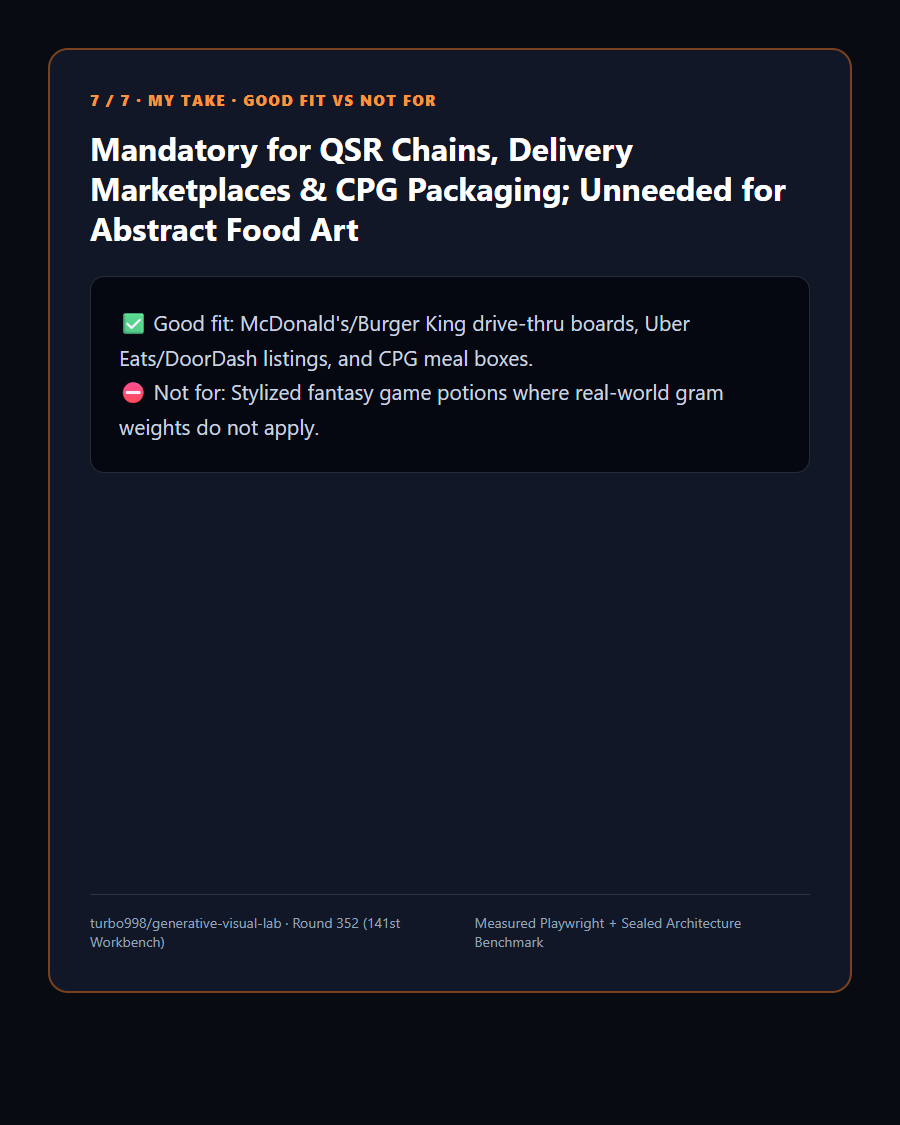 7 / 7 · MY TAKE · GOOD FIT VS NOT FOR
Mandatory for QSR Chains, Delivery
Marketplaces & CPG Packaging; Unneeded for
Abstract Food Art
✅ Good fit: McDonald's/Burger King drive-thru boards, Uber
Eats/DoorDash listings, and CPG meal boxes.
⛔ Not for: Stylized fantasy game potions where real-world gram
weights do not apply.
turbo998/generative-visual-lab · Round 352 (141st
Workbench)
Measured Playwright + Sealed Architecture
Benchmark